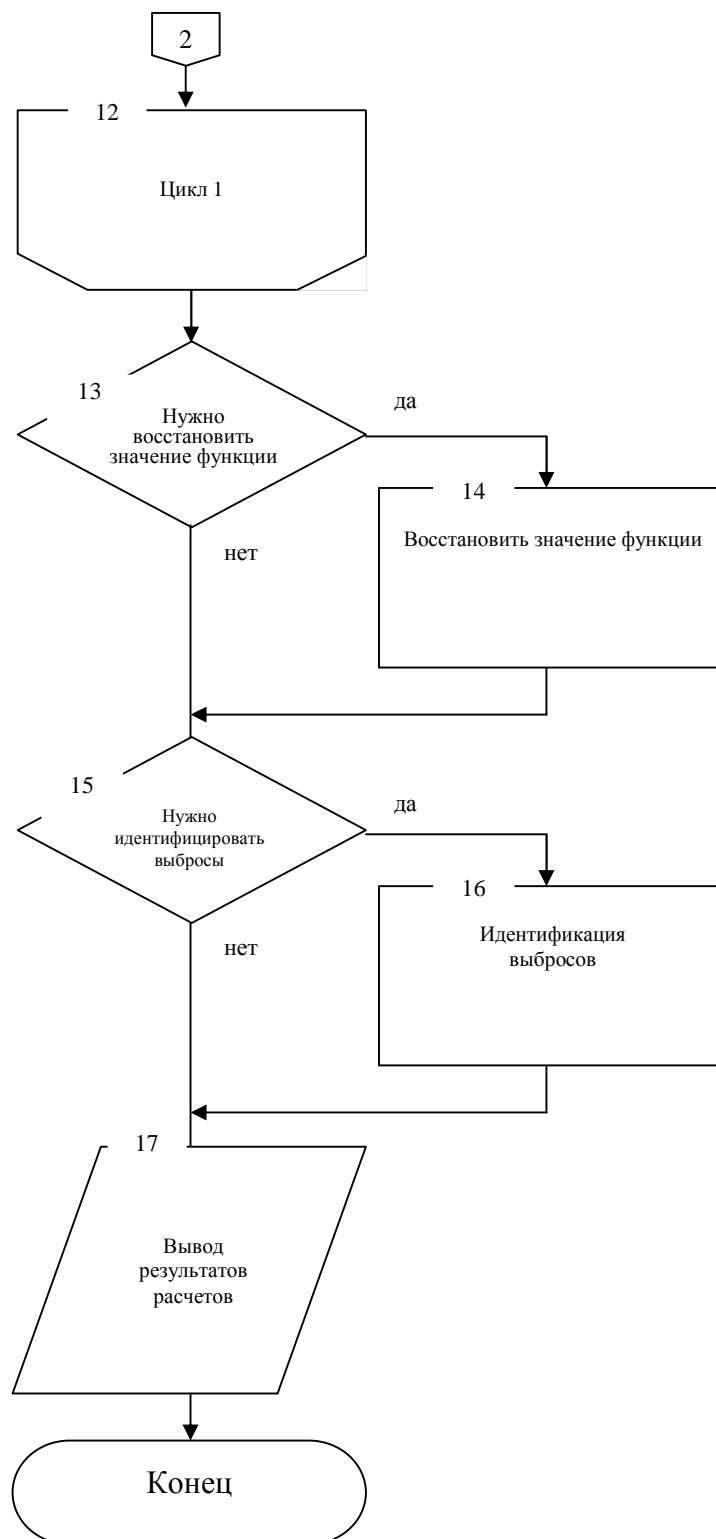 2
12
Цикл 1
13
Нужно
восстановить
значение функции
да
14
Восстановить значение функции
нет
15
Нужно
идентифицировать
выбросы
да
16
Идентификация
выбросов
нет
17
Вывод
результатов
расчетов
Конец